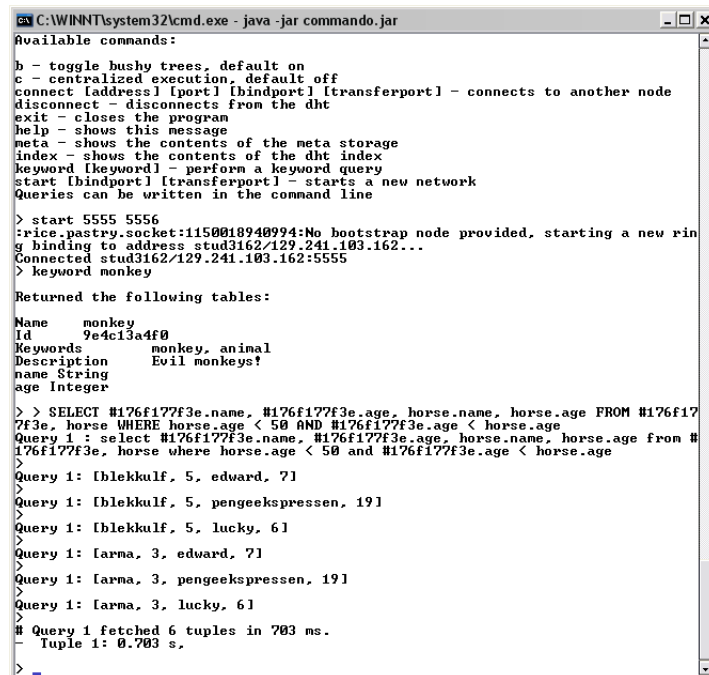 C:\WINNT\system32\cmd.exe - java -jar commando.jar
Available commands:
b - toggle bushy trees, default on
c - centralized execution, default off
connect [address] [port] [bindport] [transferport] - connects to another node
disconnect - disconnects from the dht
exit - closes the program
help - shows this message
meta - shows the contents of the meta storage
index - shows the contents of the dht index
keyword [keyword] - perform a keyword query
start [bindport] [transferport] - starts a new network
Queries can be written in the command line
> start 5555 5556
:rice.pastry.socket:1150018940994:No bootstrap node provided, starting a new rin
g binding to address stud3162/129.241.103.162...
Connected stud3162/129.241.103.162:5555
> keyword monkey
Returned the following tables:
Name monkey
Id 9e4c13a4f0
Keywords monkey, animal
Description Evil monkeys!
name String
age Integer
> > SELECT #176f177f3e.name, #176f177f3e.age, horse.name, horse.age FROM #176f17
7f3e, horse WHERE horse.age < 50 AND #176f177f3e.age < horse.age
Query 1 : select #176f177f3e.name, #176f177f3e.age, horse.name, horse.age from #
176f177f3e, horse where horse.age < 50 and #176f177f3e.age < horse.age
>
Query 1: [blekkulf, 5, edward, 7]
>
Query 1: [blekkulf, 5, pengeekspressen, 19]
>
Query 1: [blekkulf, 5, lucky, 6]
>
Query 1: [arma, 3, edward, 7]
>
Query 1: [arma, 3, pengeekspressen, 19]
>
Query 1: [arma, 3, lucky, 6]
>
# Query 1 fetched 6 tuples in 703 ms.
- Tuple 1: 0.703 s,
> _